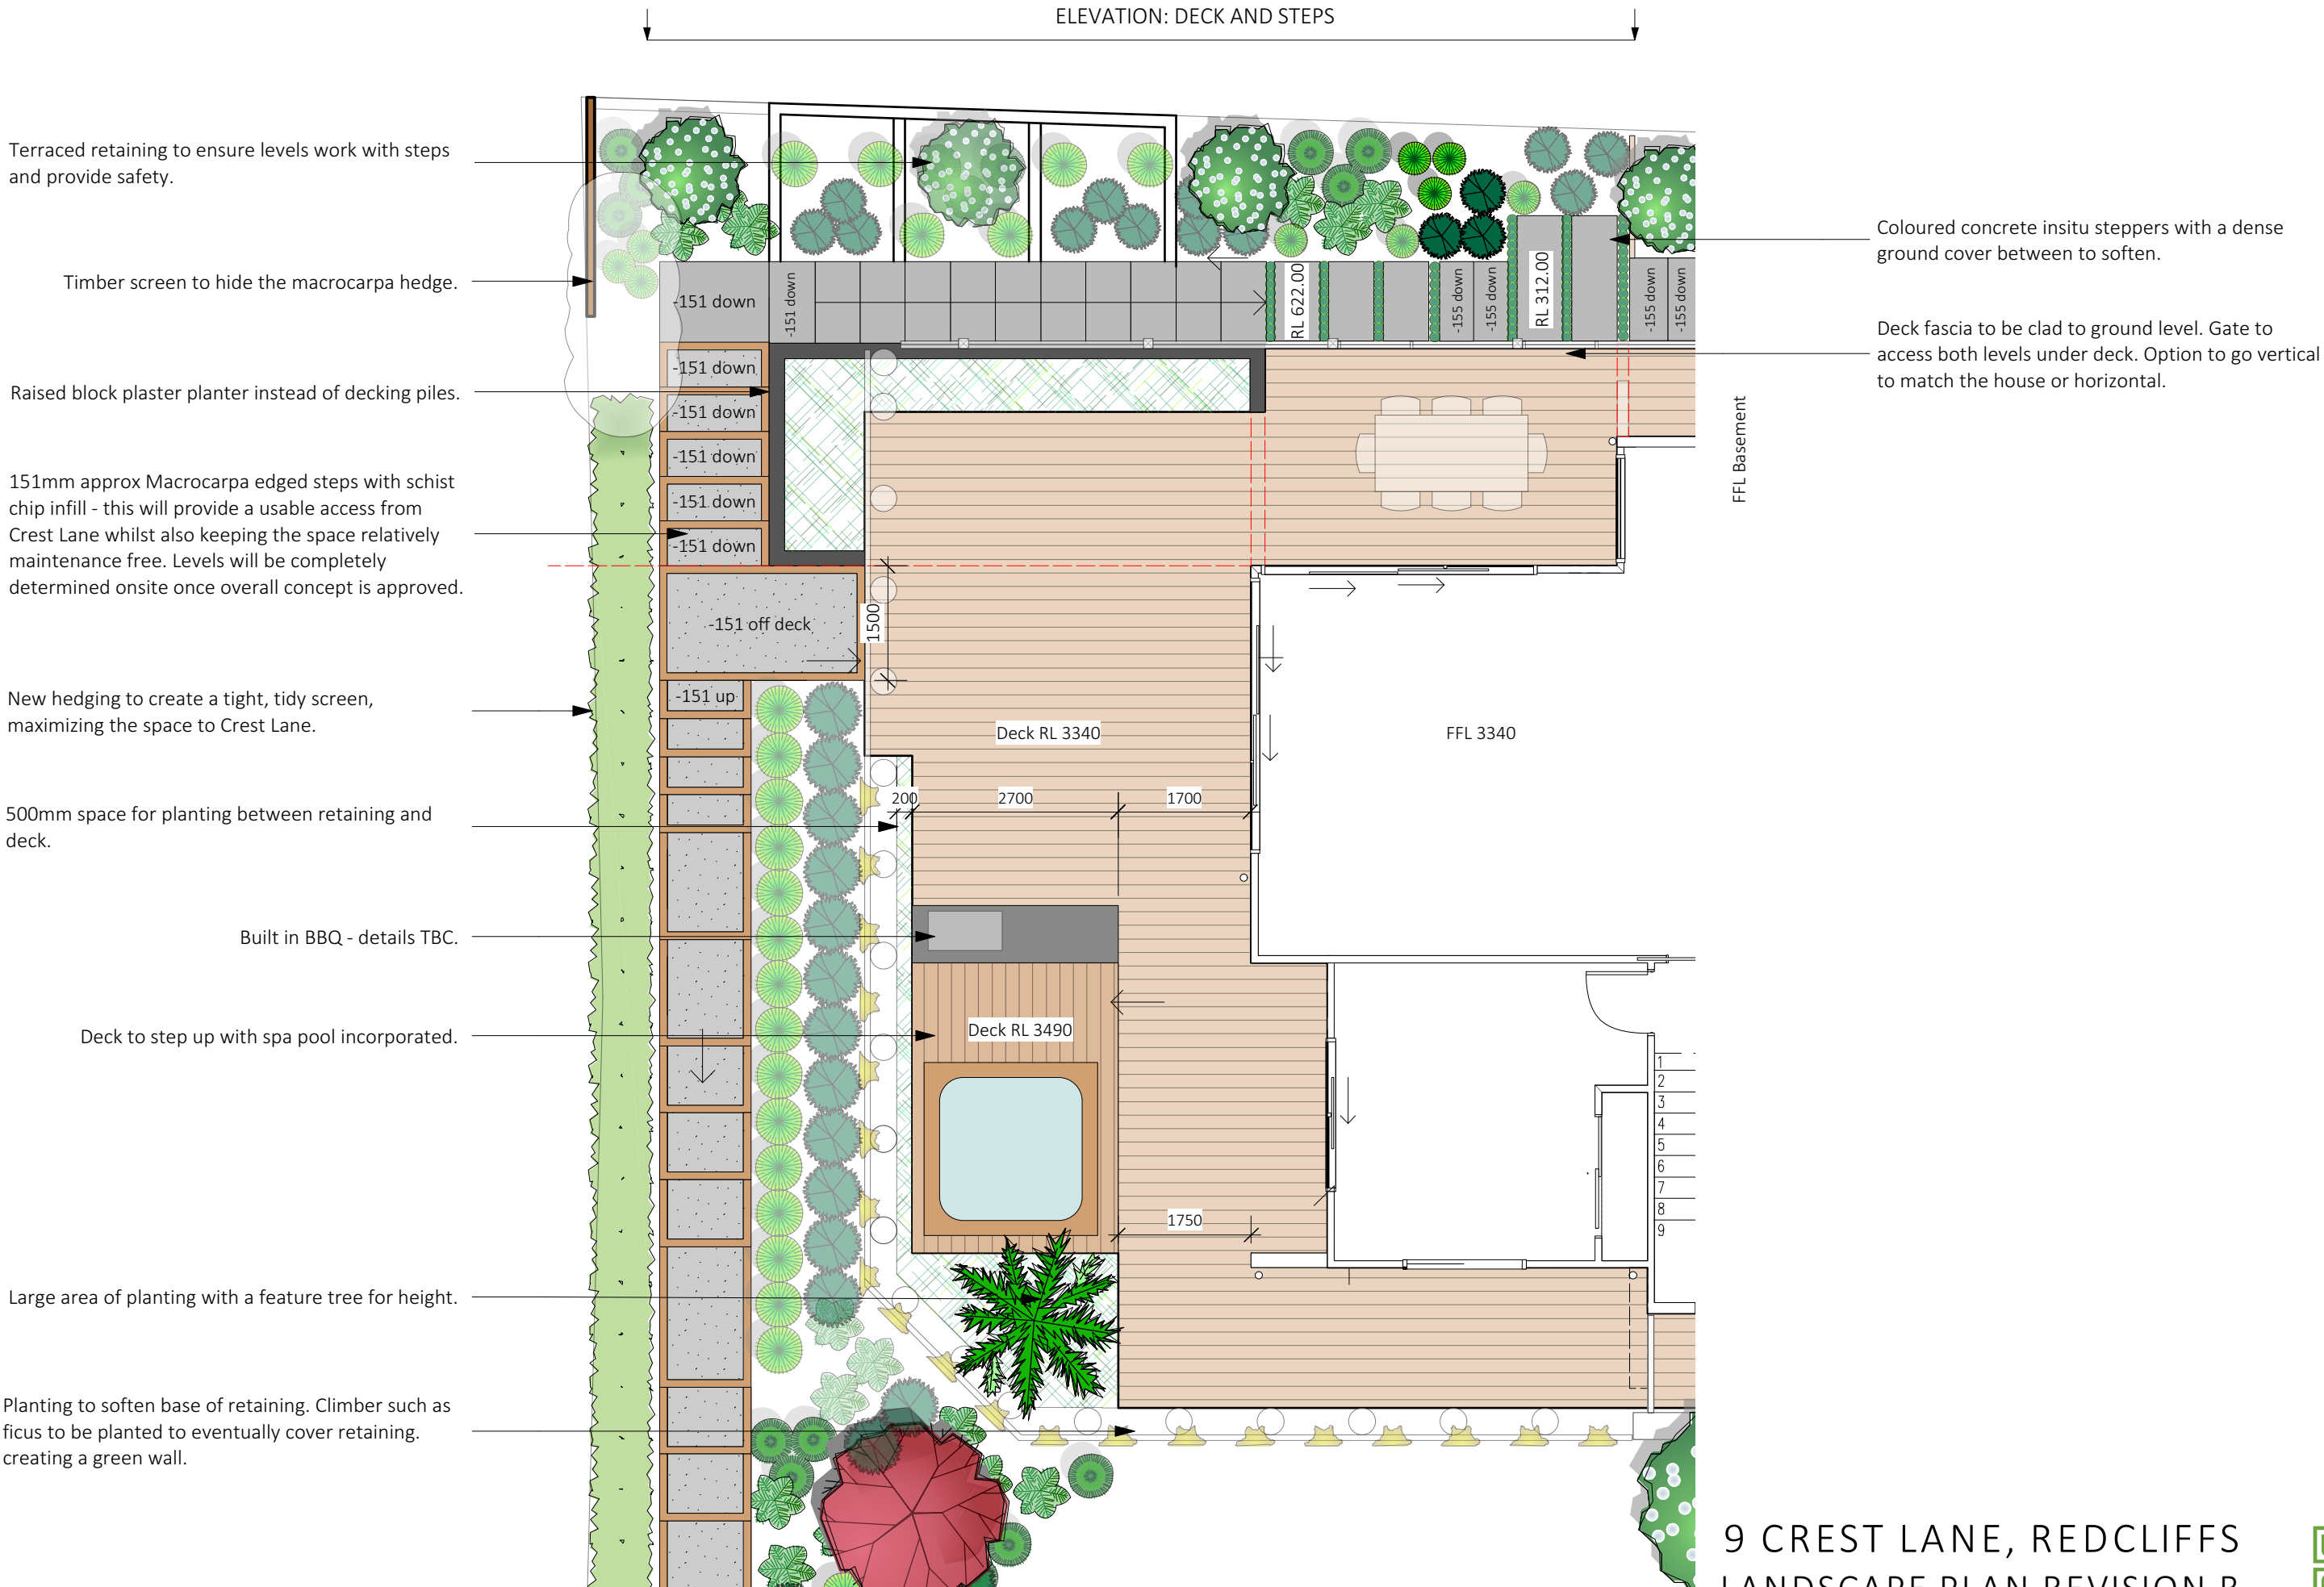 ELEVATION: DECK AND STEPS
Terraced retaining to ensure levels work with steps
and provide safety.
Timber screen to hide the macrocarpa hedge.
Raised block plaster planter instead of decking piles.
151mm approx Macrocarpa edged steps with schist
chip infill - this will provide a usable access from
Crest Lane whilst also keeping the space relatively
maintenance free. Levels will be completely
determined onsite once overall concept is approved.
New hedging to create a tight, tidy screen,
maximizing the space to Crest Lane.
500mm space for planting between retaining and
deck.
Built in BBQ - details TBC.
Deck to step up with spa pool incorporated.
Large area of planting with a feature tree for height.
Planting to soften base of retaining. Climber such as
ficus to be planted to eventually cover retaining.
creating a green wall.
-151 down
-151 down
RL 622.00
-155 down
-155 down
RL 312.00
-155 down
-155 down
-151 down
-151 down
-151 down
-151 down
-151 down
-151 off deck
1500
-151 up
Deck RL 3340
FFL 3340
200
2700
1700
Deck RL 3490
1750
1
2
3
4
5
6
7
8
9
Coloured concrete insitu steppers with a dense
ground cover between to soften.
Deck fascia to be clad to ground level. Gate to
access both levels under deck. Option to go vertical
to match the house or horizontal.
FFL Basement
9 CREST LANE, REDCLIFFS
LANDSCAPE PLAN REVISION B